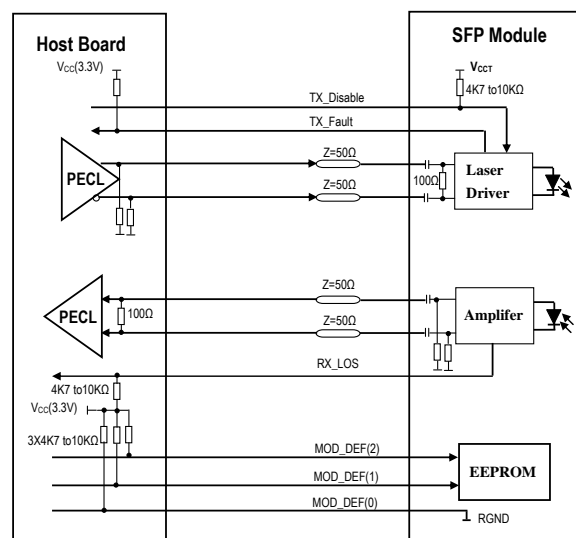 Host Board
SFP Module
VCC(3.3V)
VCCT
4K7 to10KΩ
TX_Disable
TX_Fault
PECL
Z=50Ω
Z=50Ω
100Ω
Laser
Driver
PECL
100Ω
Z=50Ω
Z=50Ω
Amplifer
RX_LOS
4K7 to10KΩ
VCC(3.3V)
3X4K7 to10KΩ
MOD_DEF(2)
MOD_DEF(1)
MOD_DEF(0)
EEPROM
RGND